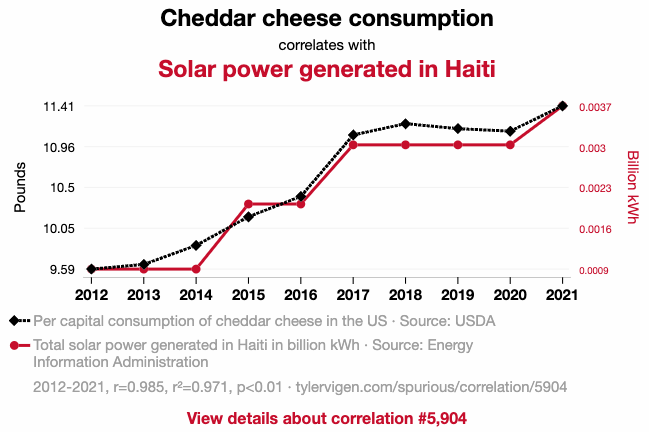 Cheddar cheese consumption
correlates with
Solar power generated in Haiti
11.41
10.96
10.5
10.05
9.59
Pounds
0.0037
0.003
0.0023
0.0016
0.0009
Billion kWh
2012 2013 2014 2015 2016 2017 2018 2019 2020 2021
Per capital consumption of cheddar cheese in the US · Source: USDA
Total solar power generated in Haiti in billion kWh · Source: Energy
Information Administration
2012-2021, r=0.985, r²=0.971, p<0.01 · tylervigen.com/spurious/correlation/5904
View details about correlation #5,904